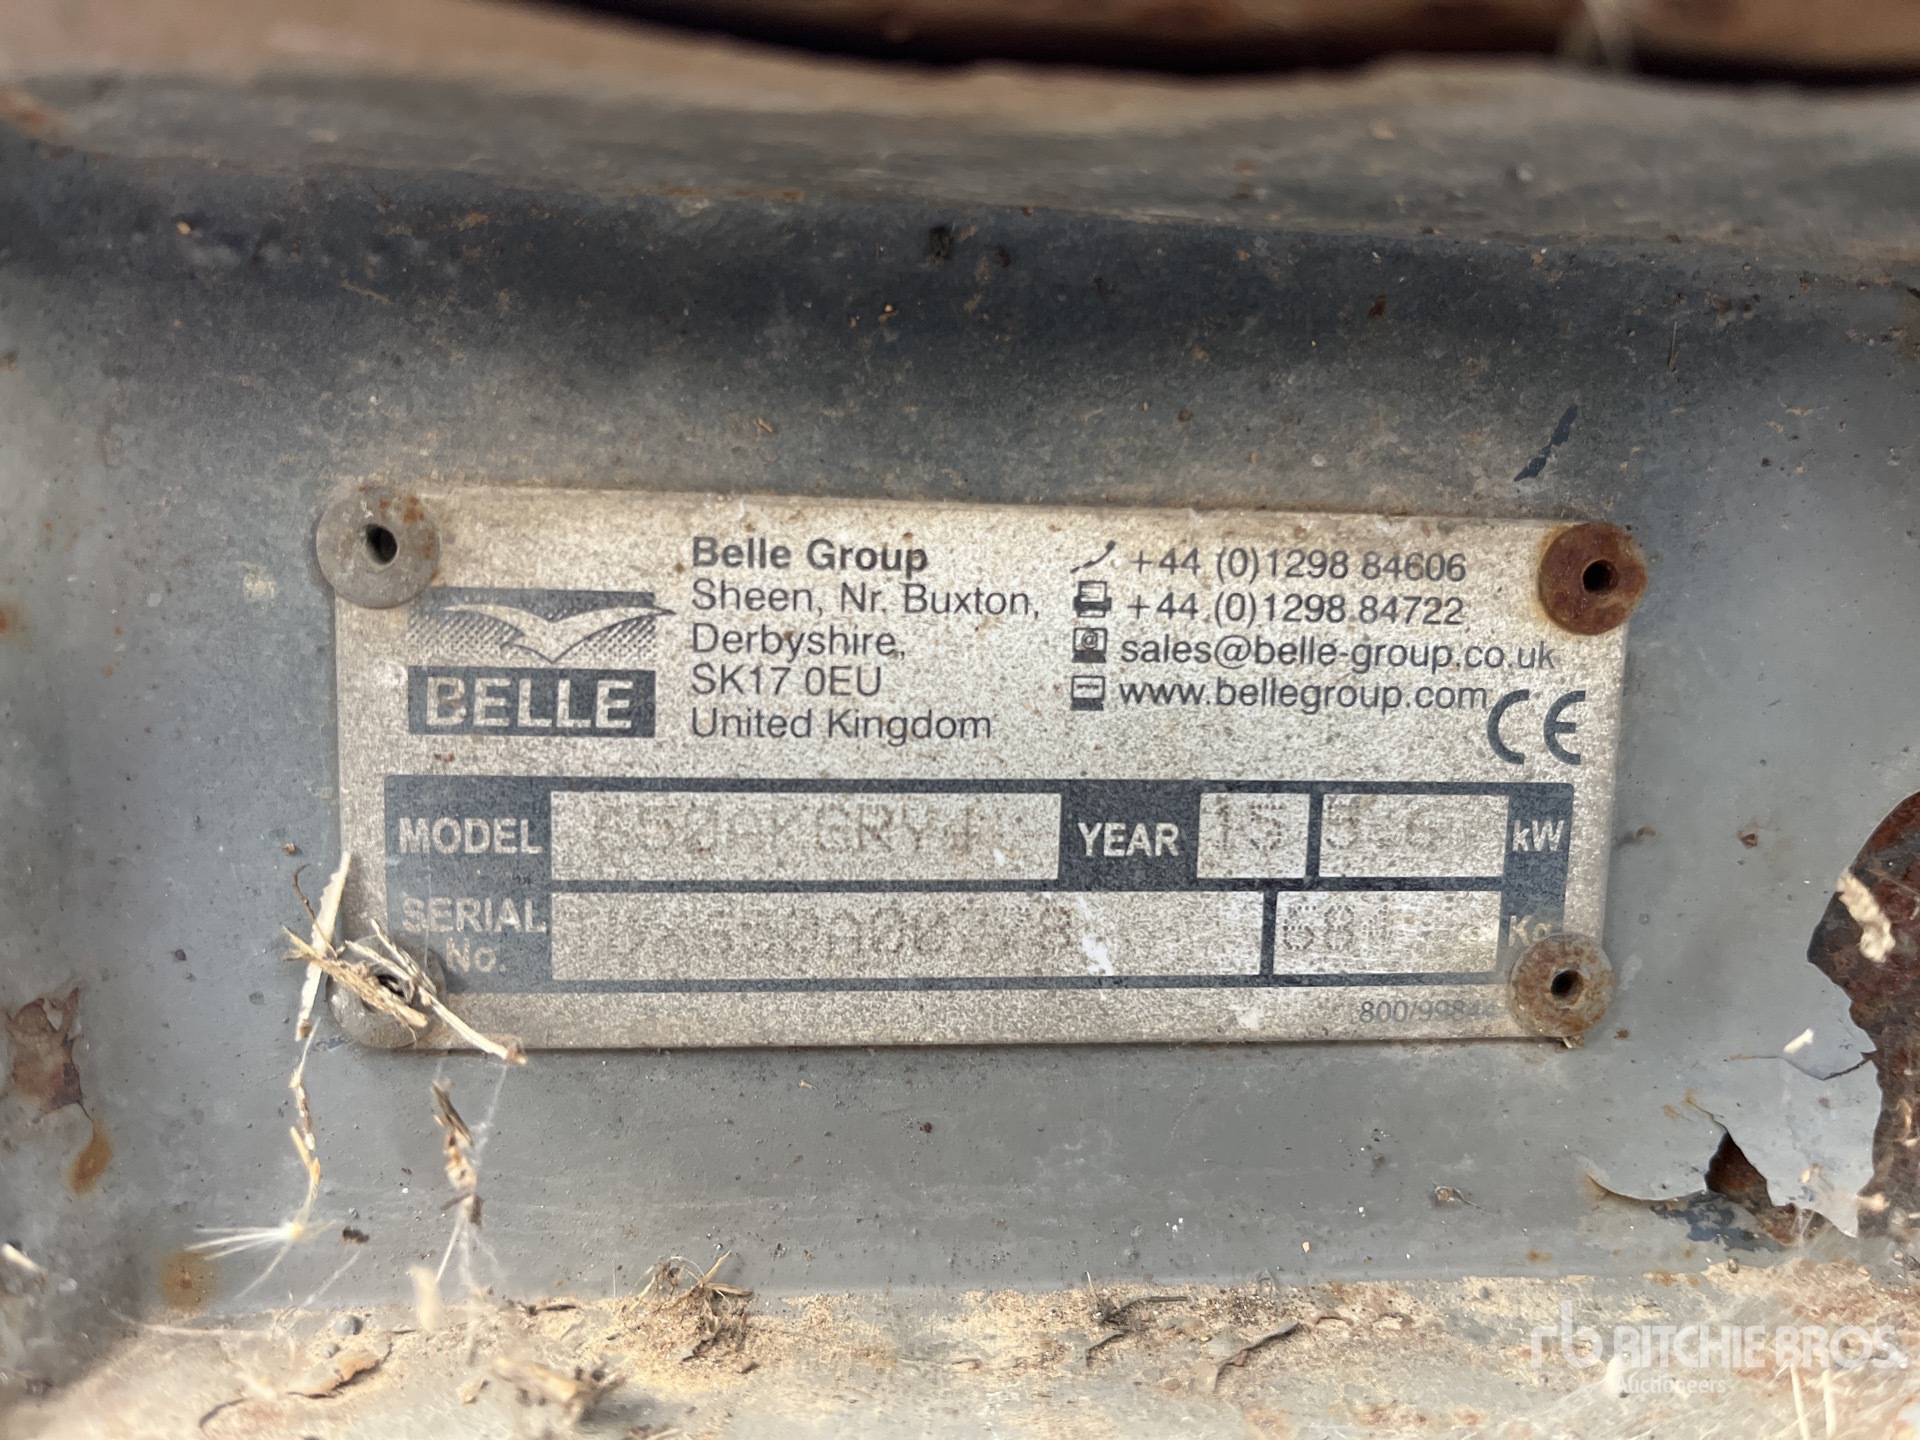 Belle Group
Sheen, Nr. Buxton,
Derbyshire,
SK17 0EU
United Kingdom
+44 (0)1298 84606
+44 (0)1298 84722
sales@belle-group.co.uk
www.bellegroup.com
CE
BELLE
MODEL
YEAR 15 kW
SERIAL No. 68 Kg
RITCHIE BROS.
Auctioneers